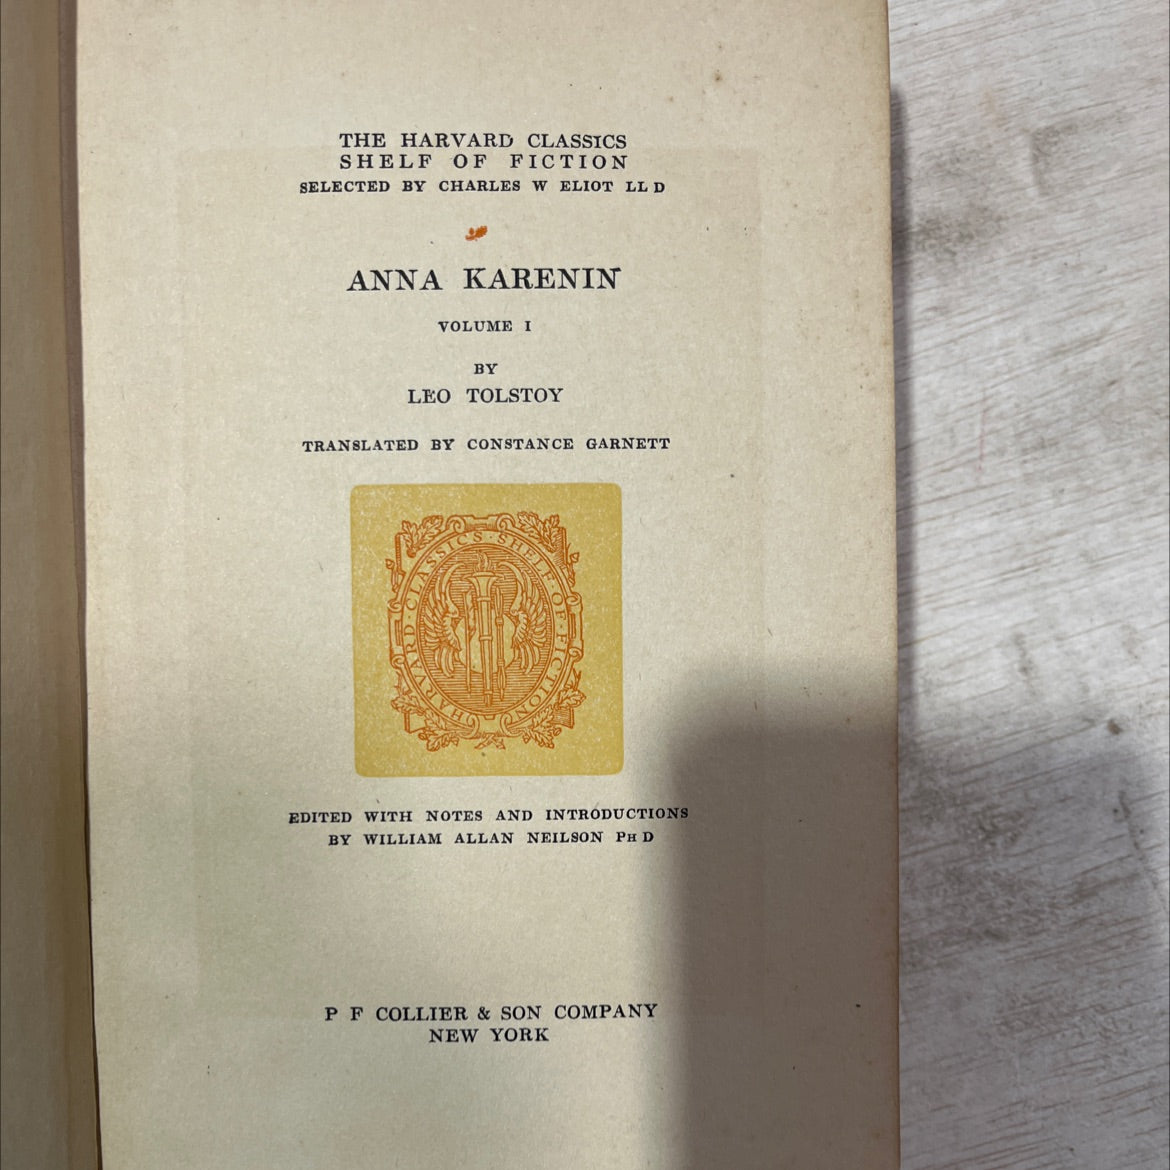 THE HARVARD CLASSICS
SHELF OF FICTION
SELECTED BY CHARLES W ELIOT LL D
ANNA KARENIN
VOLUME I
BY
LEO TOLSTOY
TRANSLATED BY CONSTANCE GARNETT
HARVARD·CLASSICS·SHELF·OF·FICTION
EDITED WITH NOTES AND INTRODUCTIONS
BY WILLIAM ALLAN NEILSON PH D
P F COLLIER & SON COMPANY
NEW YORK